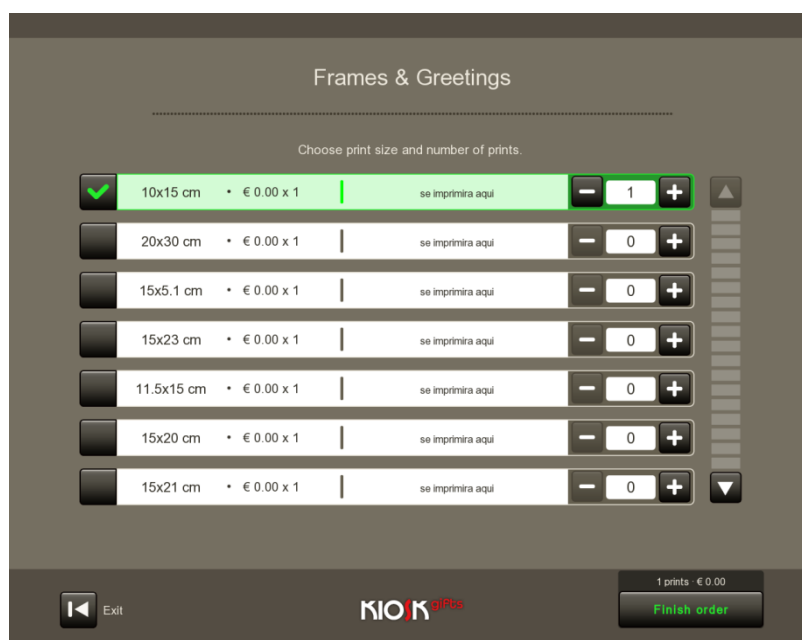 Frames & Greetings
Choose print size and number of prints.
10x15 cm • € 0.00 x 1 se imprimira aqui 1
20x30 cm • € 0.00 x 1 se imprimira aqui 0
15x5.1 cm • € 0.00 x 1 se imprimira aqui 0
15x23 cm • € 0.00 x 1 se imprimira aqui 0
11.5x15 cm • € 0.00 x 1 se imprimira aqui 0
15x20 cm • € 0.00 x 1 se imprimira aqui 0
15x21 cm • € 0.00 x 1 se imprimira aqui 0
1 prints · € 0.00
Exit KIOSK gifts Finish order